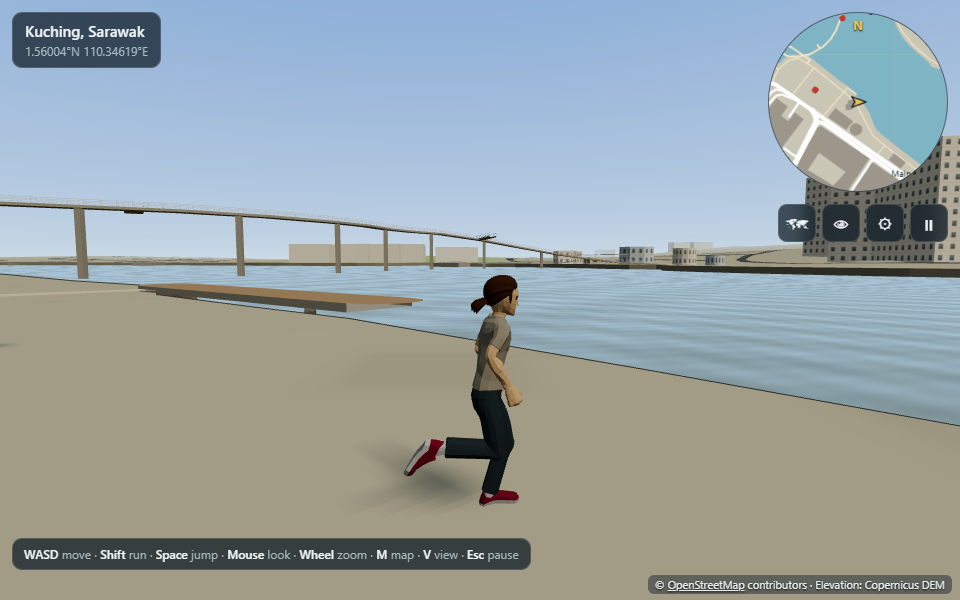 Kuching, Sarawak
1.56004°N 110.34619°E
N
WASD move · Shift run · Space jump · Mouse look · Wheel zoom · M map · V view · Esc pause
© OpenStreetMap contributors · Elevation: Copernicus DEM